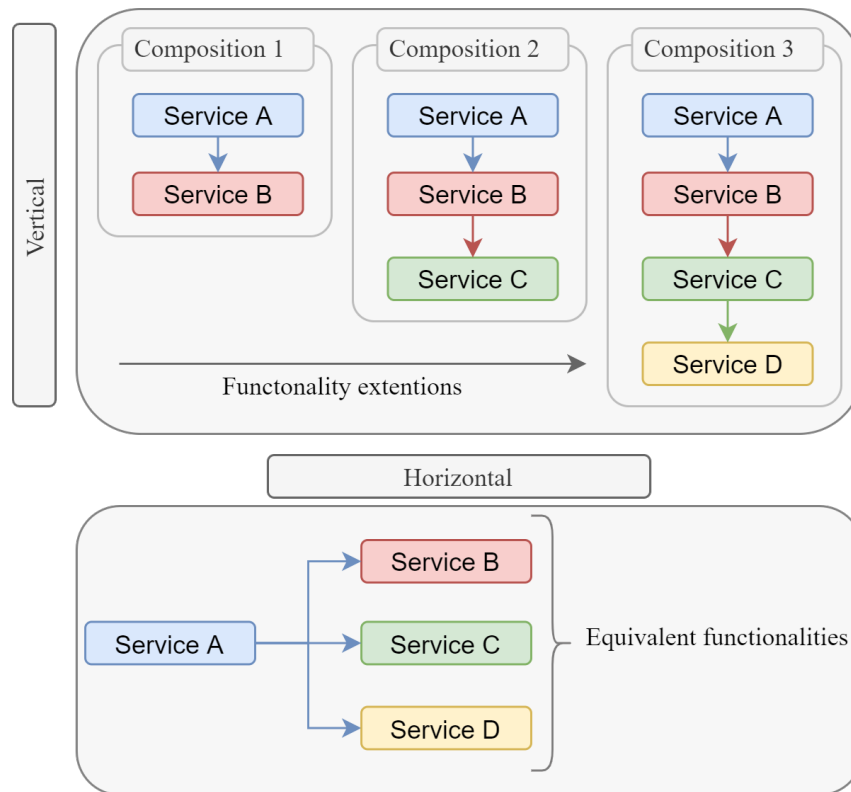 Vertical
Composition 1
Service A
Service B
Composition 2
Service A
Service B
Service C
Composition 3
Service A
Service B
Service C
Service D
Functonality extentions
Horizontal
Service A
Service B
Service C
Service D
Equivalent functionalities